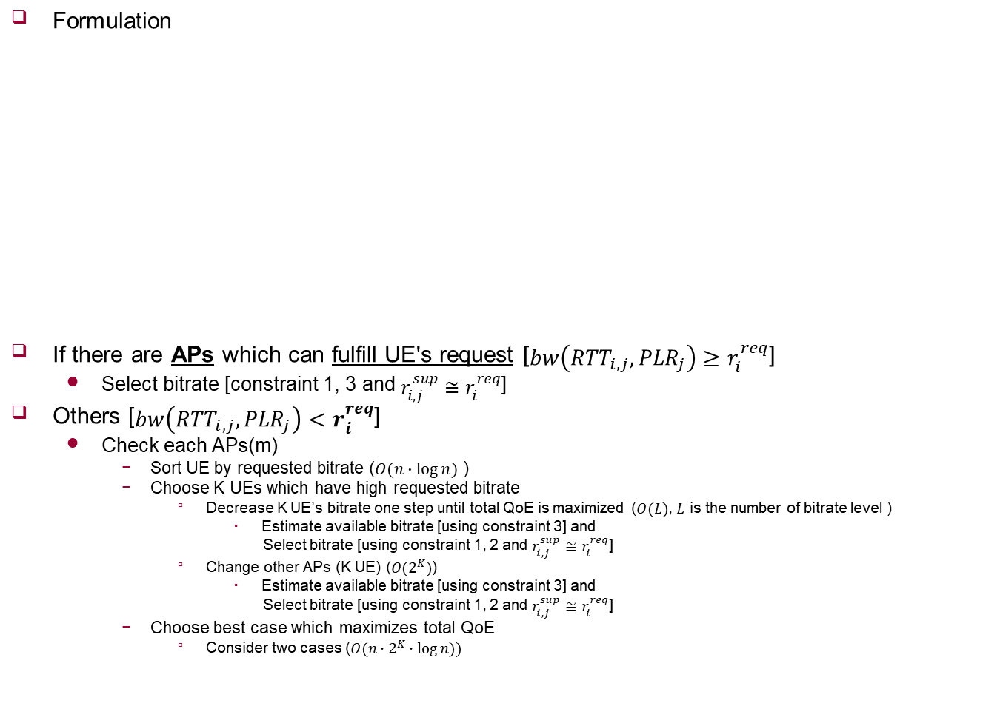 ❑ Formulation
❑ If there are APs which can fulfill UE's request [$bw(RTT_{i,j}, PLR_j) \geq r_i^{req}$]
● Select bitrate [constraint 1, 3 and $r_{i,j}^{sup} \cong r_i^{req}$]
❑ Others [$bw(RTT_{i,j}, PLR_j) < \boldsymbol{r_i^{req}}$]
● Check each APs(m)
− Sort UE by requested bitrate ($O(n \cdot \log n)$ )
− Choose K UEs which have high requested bitrate
▫ Decrease K UE’s bitrate one step until total QoE is maximized ($O(L)$, $L$ is the number of bitrate level )
▪ Estimate available bitrate [using constraint 3] and
Select bitrate [using constraint 1, 2 and $r_{i,j}^{sup} \cong r_i^{req}$]
▫ Change other APs (K UE) ($O(2^K)$)
▪ Estimate available bitrate [using constraint 3] and
Select bitrate [using constraint 1, 2 and $r_{i,j}^{sup} \cong r_i^{req}$]
− Choose best case which maximizes total QoE
▫ Consider two cases ($O(n \cdot 2^K \cdot \log n)$)